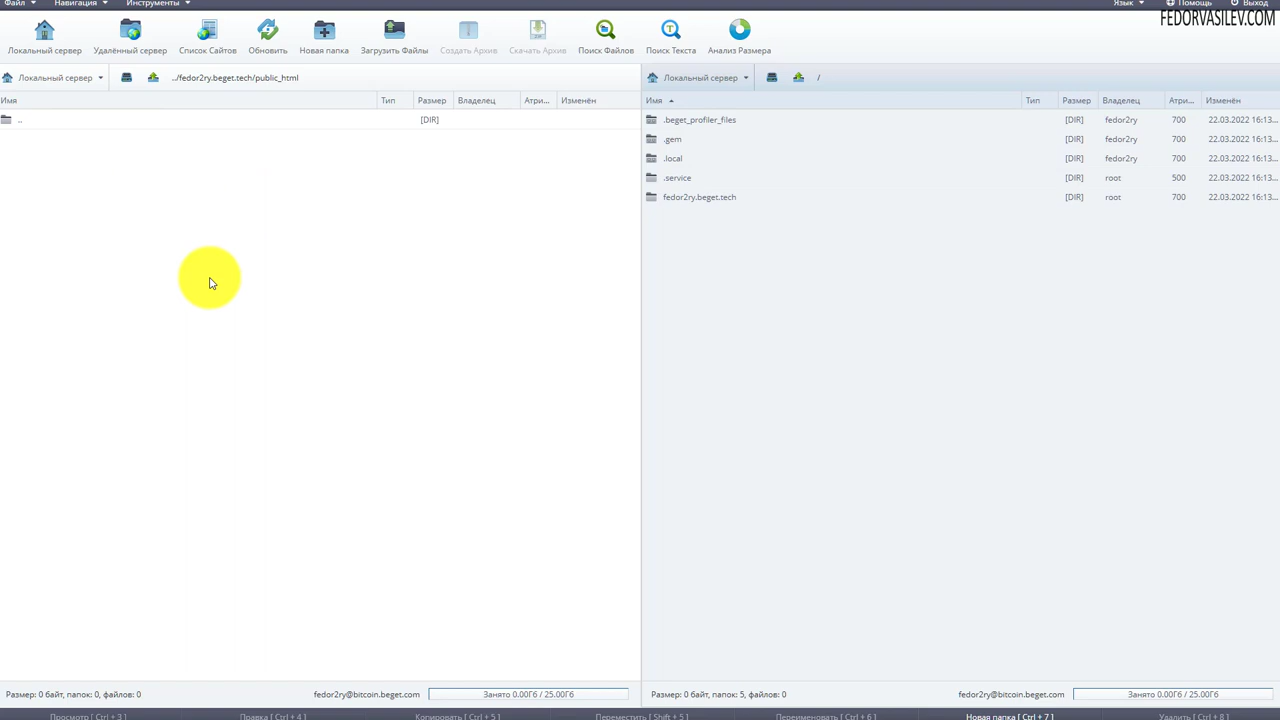 Файл Навигация Инструменты Язык Помощь Выход
FEDORVASILEV.COM
Локальный сервер Удалённый сервер Список Сайтов Обновить Новая папка Загрузить Файлы Создать Архив Скачать Архив Поиск Файлов Поиск Текста Анализ Размера
Локальный сервер ../fedor2ry.beget.tech/public_html
Имя Тип Размер Владелец Атри... Изменён
.. [DIR]
Размер: 0 байт, папок: 0, файлов: 0 fedor2ry@bitcoin.beget.com Занято 0.00Гб / 25.00Гб
Локальный сервер /
Имя Тип Размер Владелец Атри... Изменён
.beget_profiler_files [DIR] fedor2ry 700 22.03.2022 16:13...
.gem [DIR] fedor2ry 700 22.03.2022 16:13...
.local [DIR] fedor2ry 700 22.03.2022 16:13...
.service [DIR] root 500 22.03.2022 16:13...
fedor2ry.beget.tech [DIR] root 700 22.03.2022 16:13...
Размер: 0 байт, папок: 5, файлов: 0 fedor2ry@bitcoin.beget.com Занято 0.00Гб / 25.00Гб
Просмотр [ Ctrl + 3 ] Правка [ Ctrl + 4 ] Копировать [ Ctrl + 5 ] Переместить [ Shift + 5 ] Переименовать [ Ctrl + 6 ] Новая папка [ Ctrl + 7 ] Удалить [ Ctrl + 8 ]